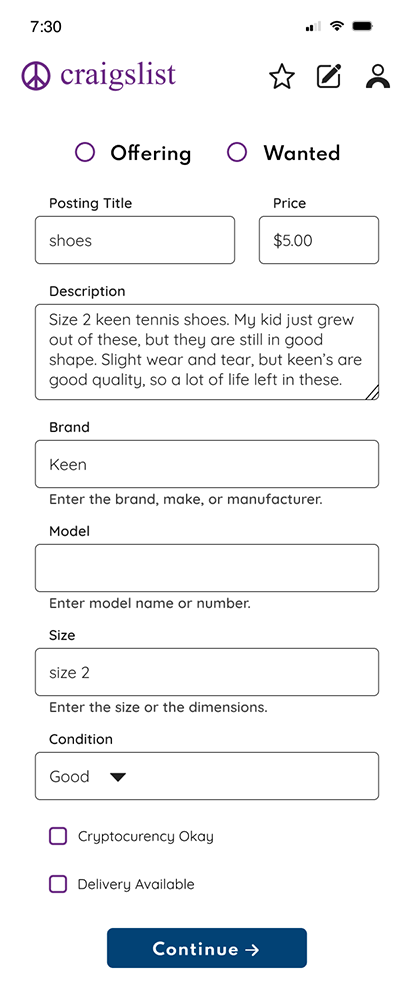 7:30
craigslist
Offering Wanted
Posting Title Price
shoes $5.00
Description
Size 2 keen tennis shoes. My kid just grew
out of these, but they are still in good
shape. Slight wear and tear, but keen's are
good quality, so a lot of life left in these.
Brand
Keen
Enter the brand, make, or manufacturer.
Model
Enter model name or number.
Size
size 2
Enter the size or the dimensions.
Condition
Good
Cryptocurency Okay
Delivery Available
Continue →